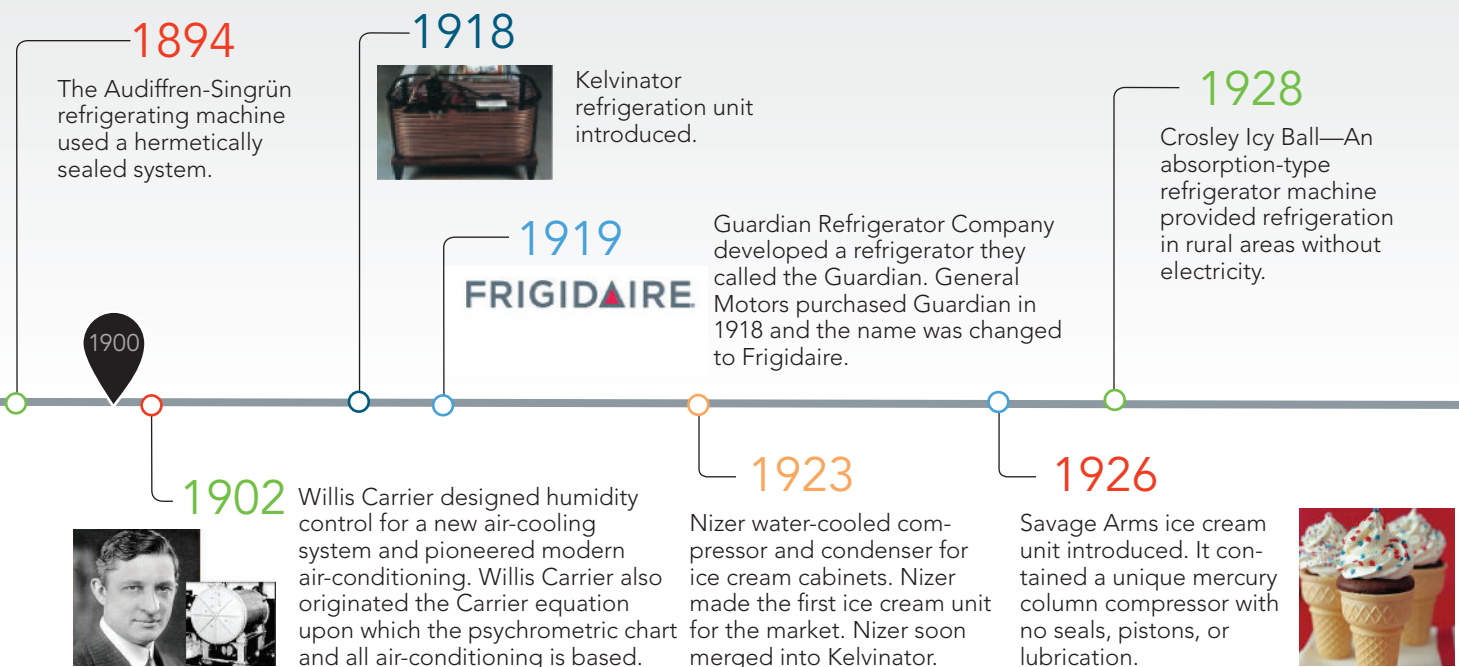 1894
The Audiffren-Singrün
refrigerating machine
used a hermetically
sealed system.
1918
Kelvinator
refrigeration unit
introduced.
1919
FRIGIDAIRE
Guardian Refrigerator Company
developed a refrigerator they
called the Guardian. General
Motors purchased Guardian in
1918 and the name was changed
to Frigidaire.
1928
Crosley Icy Ball—An
absorption-type
refrigerator machine
provided refrigeration
in rural areas without
electricity.
1900
1902
Willis Carrier designed humidity
control for a new air-cooling
system and pioneered modern
air-conditioning. Willis Carrier also
originated the Carrier equation
upon which the psychrometric chart
and all air-conditioning is based.
1923
Nizer water-cooled com-
pressor and condenser for
ice cream cabinets. Nizer
made the first ice cream unit
for the market. Nizer soon
merged into Kelvinator.
1926
Savage Arms ice cream
unit introduced. It con-
tained a unique mercury
column compressor with
no seals, pistons, or
lubrication.